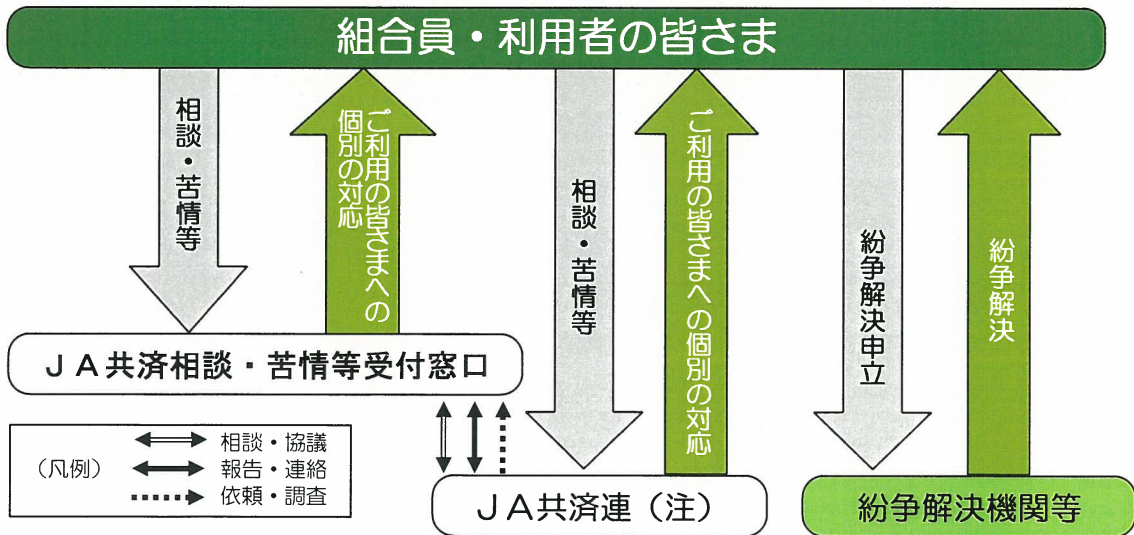 組合員・利用者の皆さま
相談・苦情等
ご利用の皆さまへの
個別の対応
相談・苦情等
ご利用の皆さまへの個別の対応
紛争解決申立
紛争解決
ＪＡ共済相談・苦情等受付窓口
（凡例）
相談・協議
報告・連絡
依頼・調査
ＪＡ共済連（注）
紛争解決機関等